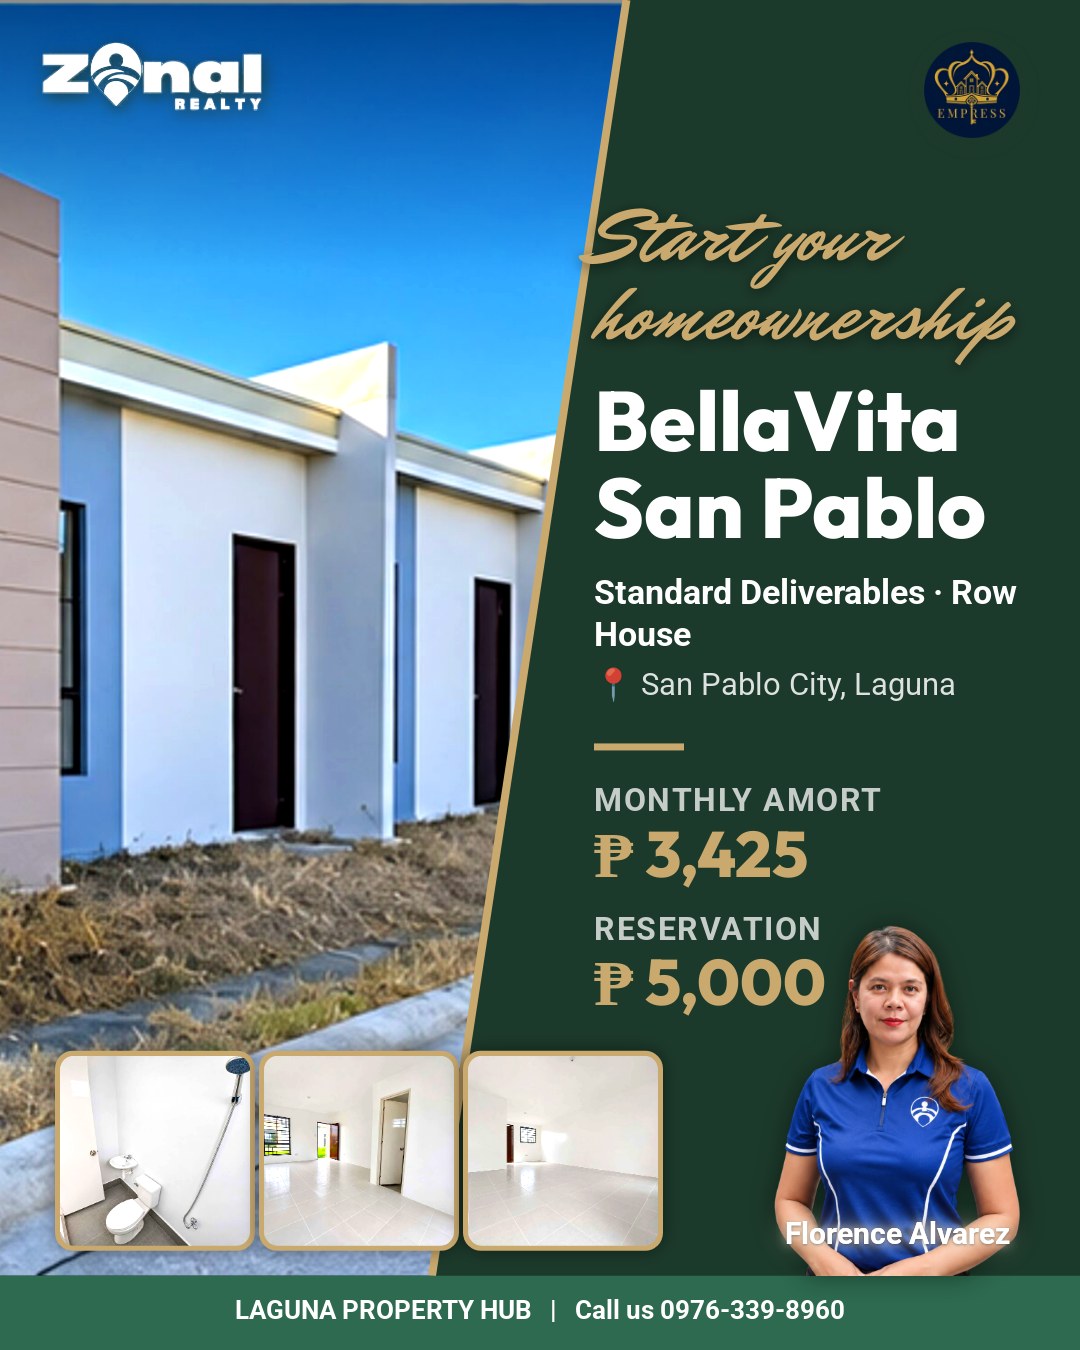 Zonal
REALTY
EMPRESS
Start your
homeownership
BellaVita
San Pablo
Standard Deliverables · Row
House
📍 San Pablo City, Laguna
MONTHLY AMORT
₱ 3,425
RESERVATION
₱ 5,000
Florence Alvarez
LAGUNA PROPERTY HUB | Call us 0976-339-8960